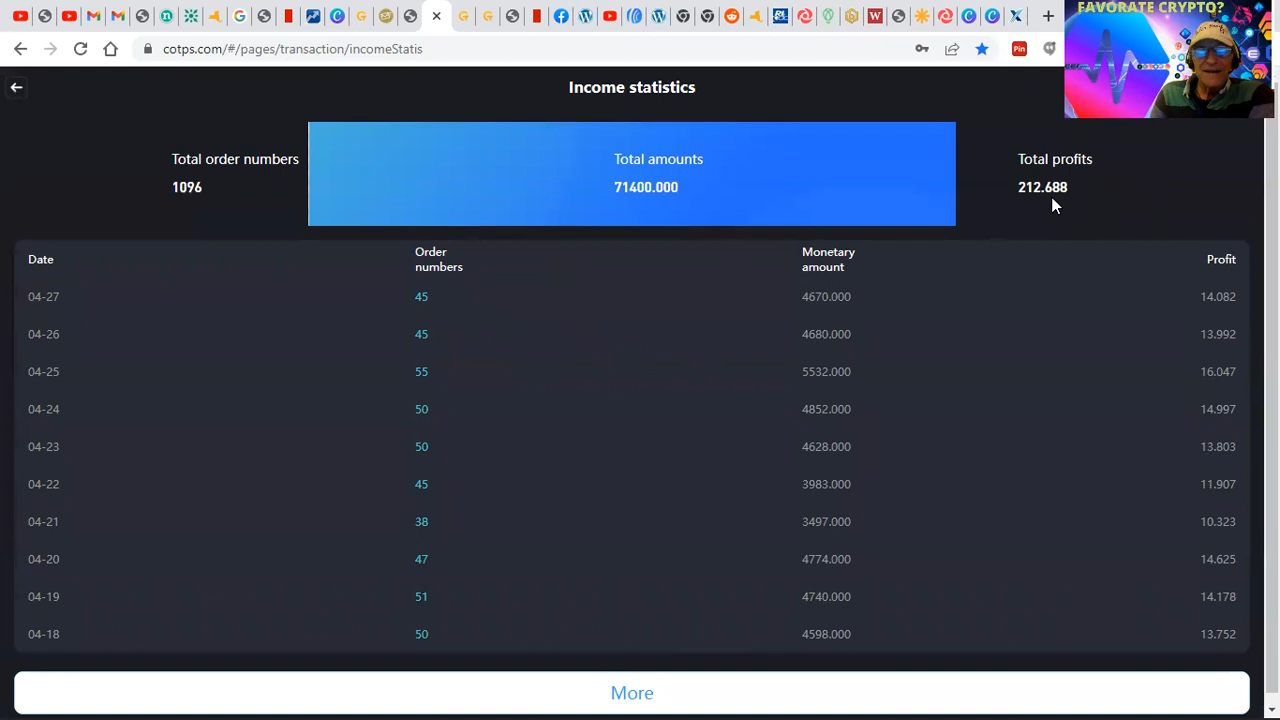 FAVORATE CRYPTO?
cotps.com/#/pages/transaction/incomeStatis
Pin
Income statistics
Total order numbers
1096
Total amounts
71400.000
Total profits
212.688
Date
Order
numbers
Monetary
amount
Profit
04-27 45 4670.000 14.082
04-26 45 4680.000 13.992
04-25 55 5532.000 16.047
04-24 50 4852.000 14.997
04-23 50 4628.000 13.803
04-22 45 3983.000 11.907
04-21 38 3497.000 10.323
04-20 47 4774.000 14.625
04-19 51 4740.000 14.178
04-18 50 4598.000 13.752
More